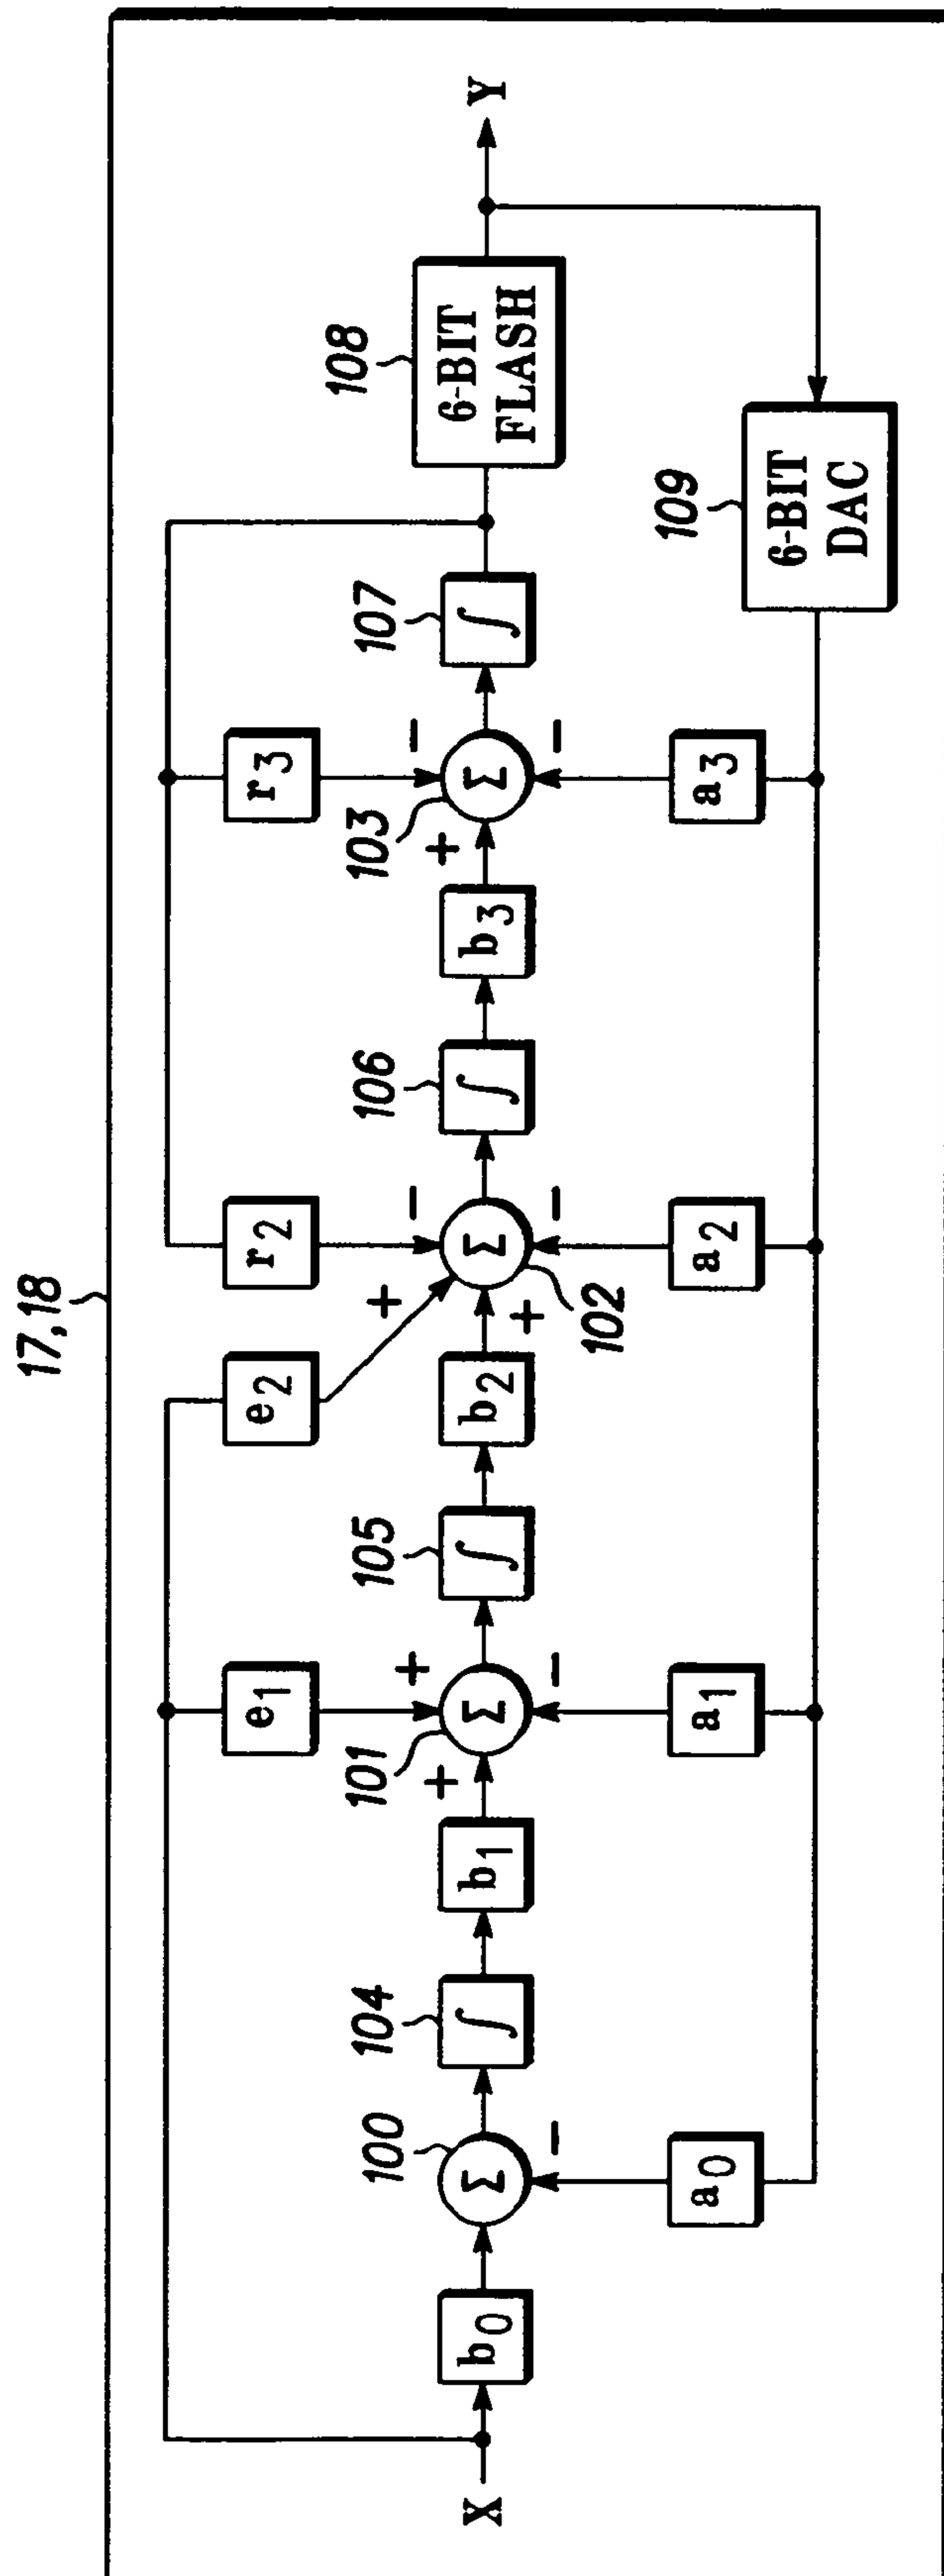 17,18
e1
e2
r2
r3
X
b0
100
Σ
104
∫
b1
+
101
Σ
+
−
105
∫
b2
+
102
Σ
+
−
−
106
∫
b3
+
103
Σ
−
−
107
∫
108
6-BIT
FLASH
Y
−
a0
a1
a2
a3
109
6-BIT
DAC